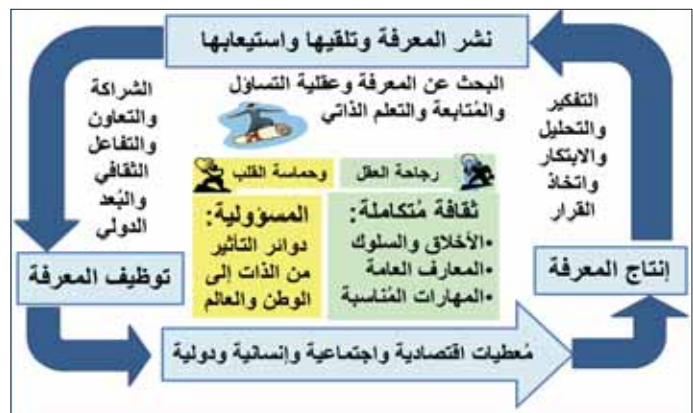 نشر المعرفة وتلقيها واستيعابها
البحث عن المعرفة وعقلية التساؤل
والمُتابعة والتعلم الذاتي
التفكير
والتحليل
والابتكار
واتخاذ
القرار
الشراكة
والتعاون
والتفاعل
الثقافي
والبُعد
الدولي
رجاحة العقل
وحماسة القلب
ثقافة مُتكاملة:
•الأخلاق والسلوك
•المعارف العامة
•المهارات المُناسبة
المسؤولية:
دوائر التأثير
من الذات إلى
الوطن والعالم
إنتاج المعرفة
توظيف المعرفة
مُعطيات اقتصادية واجتماعية وإنسانية ودولية